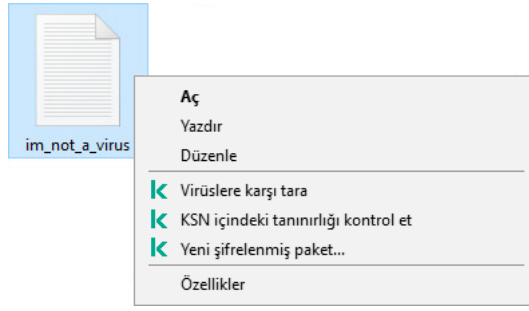 im_not_a_virus
Aç
Yazdır
Düzenle
Virüslere karşı tara
KSN içindeki tanınırlığı kontrol et
Yeni şifrelenmiş paket...
Özellikler